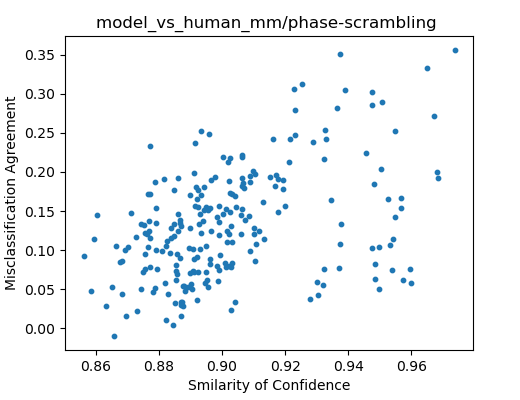 model_vs_human_mm/phase-scrambling
Misclassification Agreement
0.35
0.30
0.25
0.20
0.15
0.10
0.05
0.00
0.86 0.88 0.90 0.92 0.94 0.96
Smilarity of Confidence